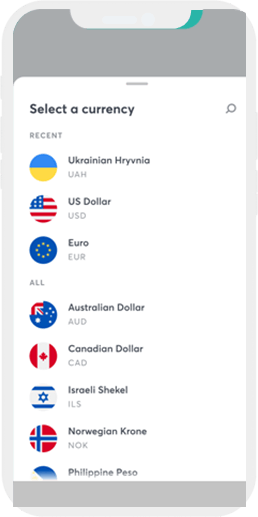 Select a currency
RECENT
Ukrainian Hryvnia
UAH
US Dollar
USD
Euro
EUR
ALL
Australian Dollar
AUD
Canadian Dollar
CAD
Israeli Shekel
ILS
Norwegian Krone
NOK
Philippine Peso